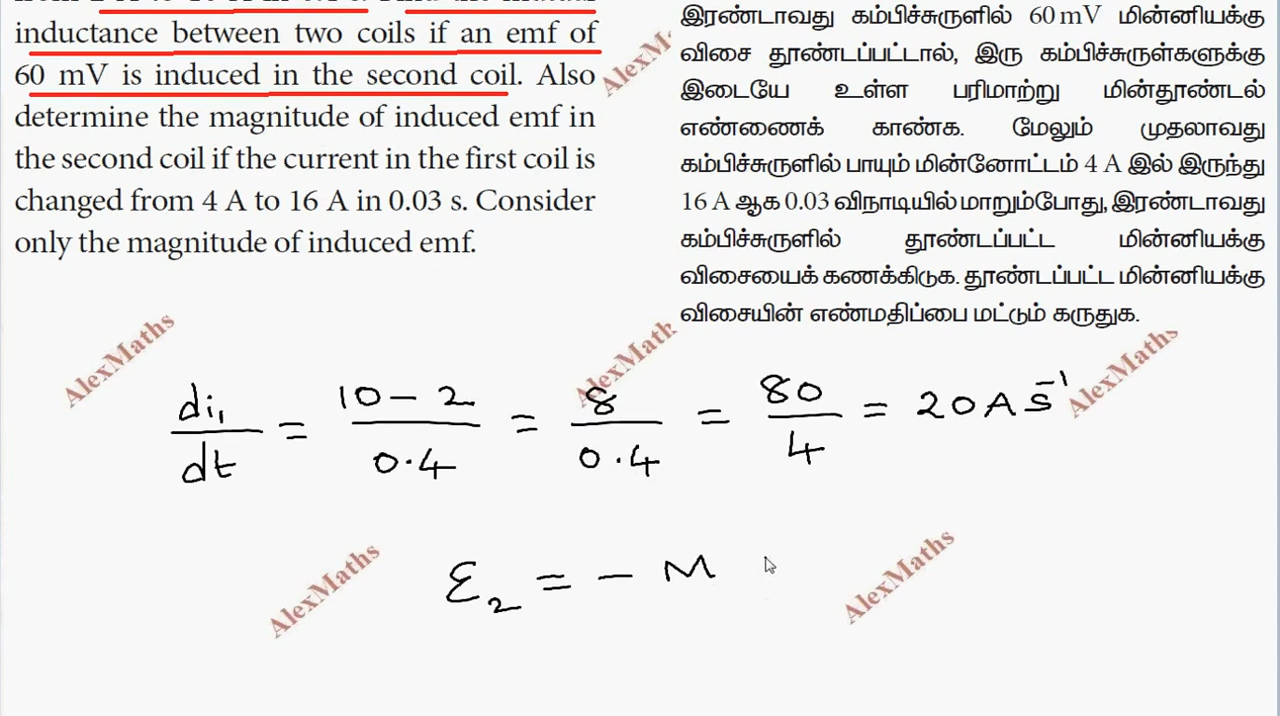 inductance between two coils if an emf of
60 mV is induced in the second coil. Also
determine the magnitude of induced emf in
the second coil if the current in the first coil is
changed from 4 A to 16 A in 0.03 s. Consider
only the magnitude of induced emf.
இரண்டாவது கம்பிச்சுருளில் 60 mV மின்னியக்கு
விசை தூண்டப்பட்டால், இரு கம்பிச்சுருள்களுக்கு
இடையே உள்ள பரிமாற்று மின்தூண்டல்
எண்ணைக் காண்க. மேலும் முதலாவது
கம்பிச்சுருளில் பாயும் மின்னோட்டம் 4 A இல் இருந்து
16 A ஆக 0.03 விநாடியில் மாறும்போது, இரண்டாவது
கம்பிச்சுருளில் தூண்டப்பட்ட மின்னியக்கு
விசையைக் கணக்கிடுக. தூண்டப்பட்ட மின்னியக்கு
விசையின் எண்மதிப்பை மட்டும் கருதுக.
AlexMaths
AlexMaths
AlexMaths
AlexMaths
di₁/dt = 10 - 2/0.4 = 8/0.4 = 80/4 = 20 A s⁻¹
ε₂ = - M
AlexMaths
AlexMaths